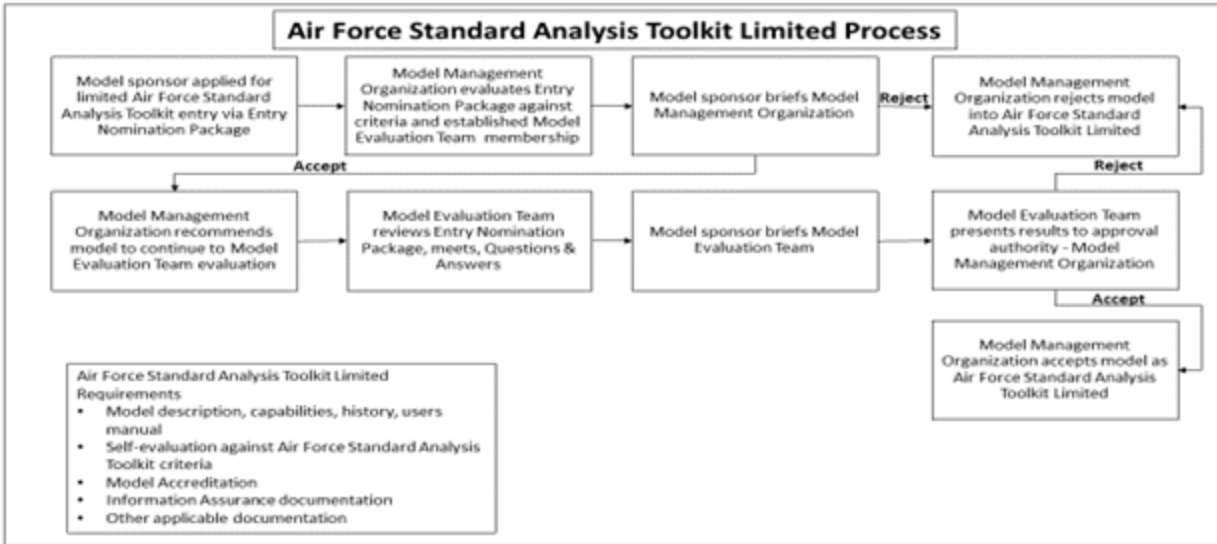 Air Force Standard Analysis Toolkit Limited Process
Model sponsor applied for
limited Air Force Standard
Analysis Toolkit entry via Entry
Nomination Package
Model Management
Organization evaluates Entry
Nomination Package against
criteria and established Model
Evaluation Team membership
Model sponsor briefs Model
Management Organization
Reject
Model Management
Organization rejects model
into Air Force Standard
Analysis Toolkit Limited
Accept
Reject
Model Management
Organization recommends
model to continue to Model
Evaluation Team evaluation
Model Evaluation Team
reviews Entry Nomination
Package, meets, Questions &
Answers
Model sponsor briefs Model
Evaluation Team
Model Evaluation Team
presents results to approval
authority - Model
Management Organization
Accept
Model Management
Organization accepts model as
Air Force Standard Analysis
Toolkit Limited
Air Force Standard Analysis Toolkit Limited
Requirements
• Model description, capabilities, history, users
manual
• Self-evaluation against Air Force Standard Analysis
Toolkit criteria
• Model Accreditation
• Information Assurance documentation
• Other applicable documentation